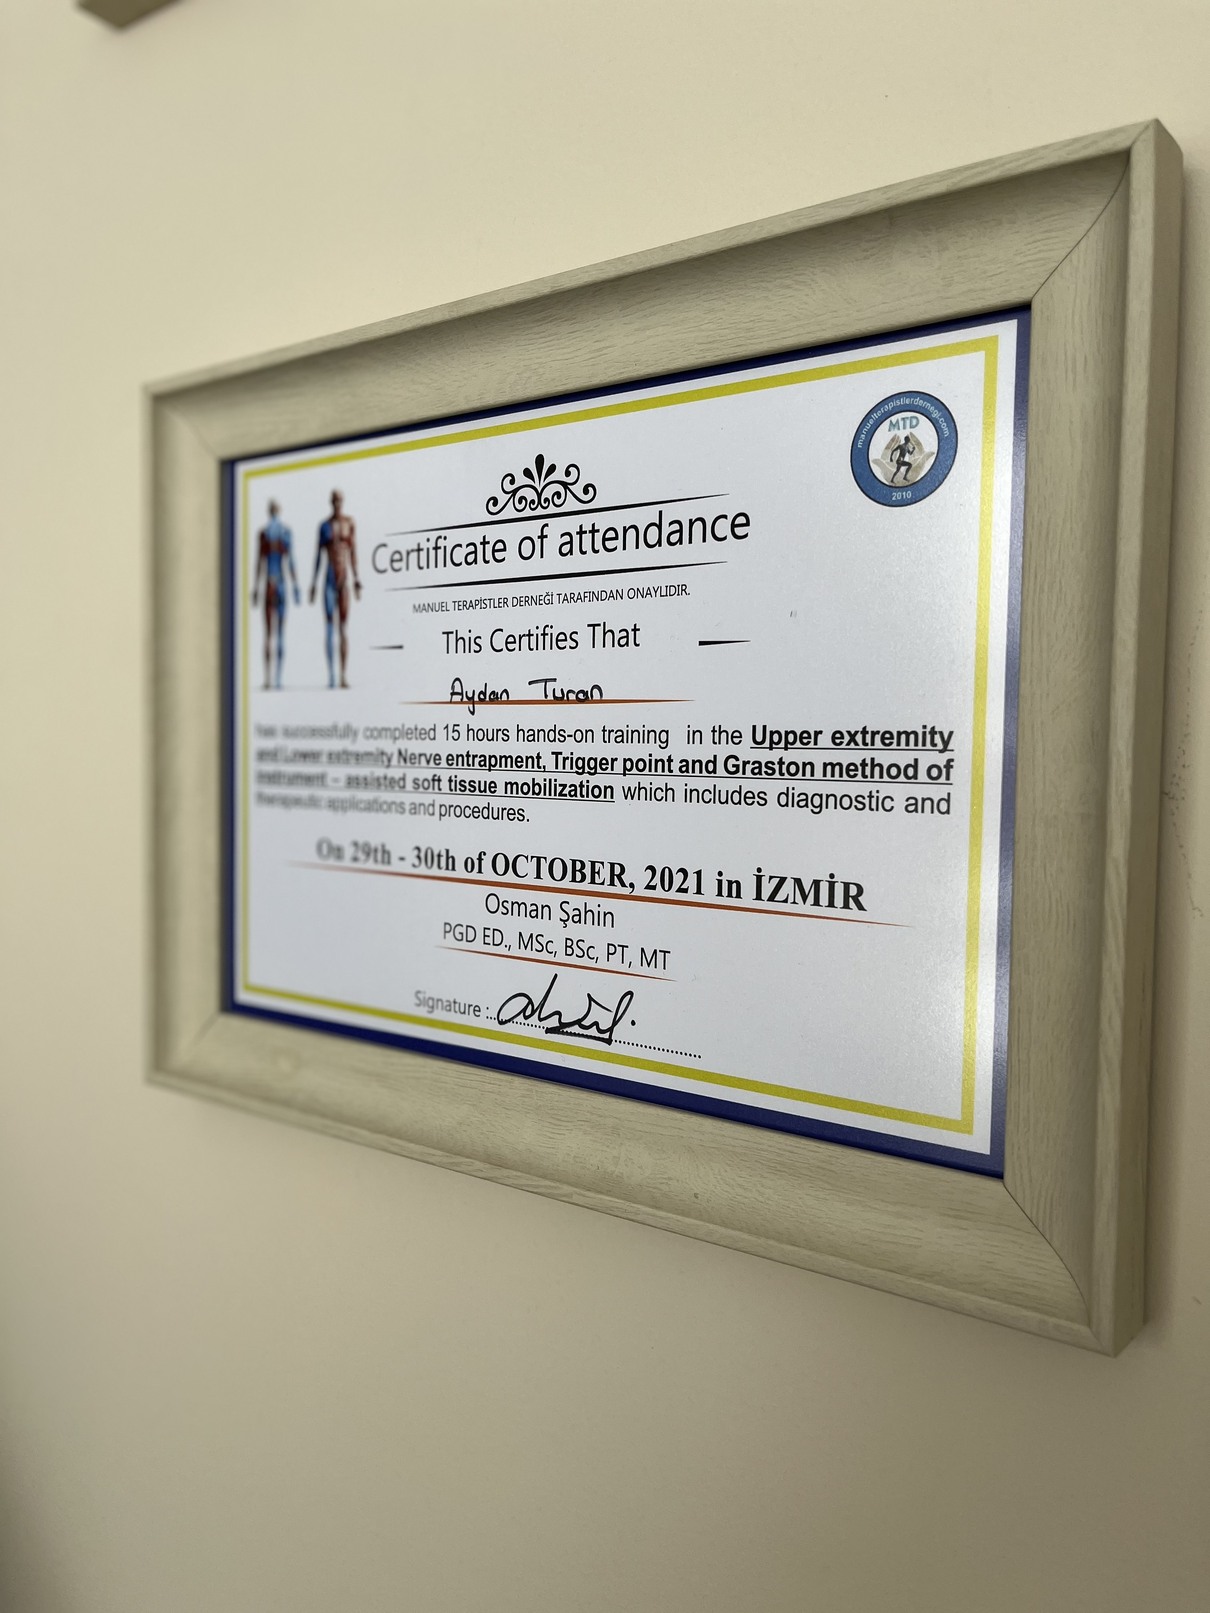 manuelterapistlerdernegi.com
MTD
2010
Certificate of attendance
MANUEL TERAPİSTLER DERNEĞİ TARAFINDAN ONAYLIDIR.
This Certifies That
Aydan Turan
has successfully completed 15 hours hands-on training in the Upper extremity
and Lower extremity Nerve entrapment, Trigger point and Graston method of
instrument – assisted soft tissue mobilization which includes diagnostic and
therapeutic applications and procedures.
On 29th - 30th of OCTOBER, 2021 in İZMİR
Osman Şahin
PGD ED., MSc, BSc, PT, MT
Signature :